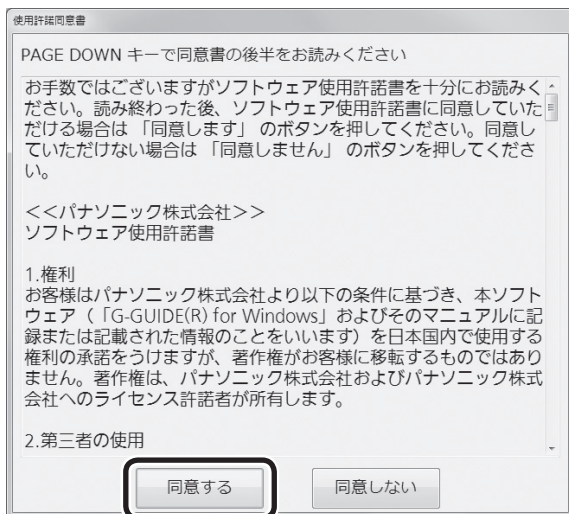 使用許諾同意書
PAGE DOWN キーで同意書の後半をお読みください
お手数ではございますがソフトウェア使用許諾書を十分にお読みく
ださい。読み終わった後、ソフトウェア使用許諾書に同意していた
だける場合は 「同意します」 のボタンを押してください。同意し
ていただけない場合は 「同意しません」 のボタンを押してくださ
い。
<<パナソニック株式会社>>
ソフトウェア使用許諾書
1.権利
お客様はパナソニック株式会社より以下の条件に基づき、本ソフト
ウェア（「G-GUIDE(R) for Windows」およびそのマニュアルに記
録または記載された情報のことをいいます）を日本国内で使用する
権利の承諾をうけますが、著作権がお客様に移転するものではあり
ません。著作権は、パナソニック株式会社およびパナソニック株式
会社へのライセンス許諾者が所有します。
2.第三者の使用
同意する
同意しない